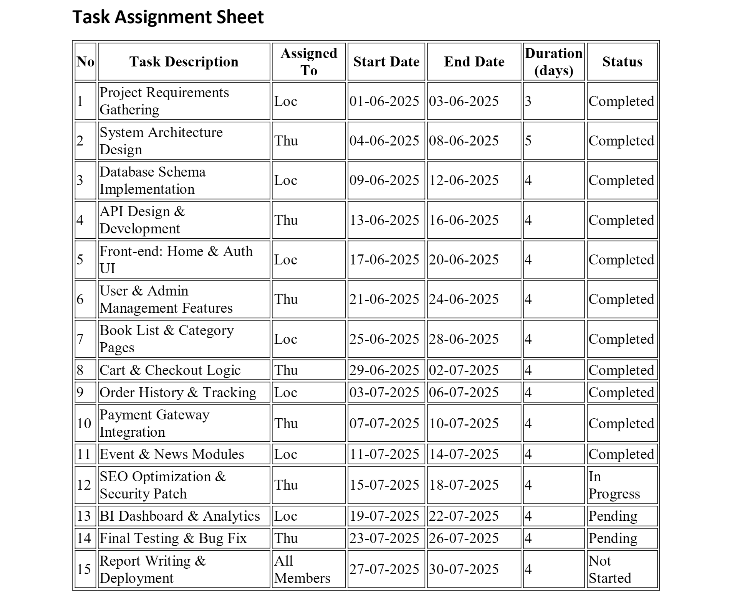 Task Assignment Sheet
No Task Description Assigned To Start Date End Date Duration (days) Status
1 Project Requirements Gathering Loc 01-06-2025 03-06-2025 3 Completed
2 System Architecture Design Thu 04-06-2025 08-06-2025 5 Completed
3 Database Schema Implementation Loc 09-06-2025 12-06-2025 4 Completed
4 API Design & Development Thu 13-06-2025 16-06-2025 4 Completed
5 Front-end: Home & Auth UI Loc 17-06-2025 20-06-2025 4 Completed
6 User & Admin Management Features Thu 21-06-2025 24-06-2025 4 Completed
7 Book List & Category Pages Loc 25-06-2025 28-06-2025 4 Completed
8 Cart & Checkout Logic Thu 29-06-2025 02-07-2025 4 Completed
9 Order History & Tracking Loc 03-07-2025 06-07-2025 4 Completed
10 Payment Gateway Integration Thu 07-07-2025 10-07-2025 4 Completed
11 Event & News Modules Loc 11-07-2025 14-07-2025 4 Completed
12 SEO Optimization & Security Patch Thu 15-07-2025 18-07-2025 4 In Progress
13 BI Dashboard & Analytics Loc 19-07-2025 22-07-2025 4 Pending
14 Final Testing & Bug Fix Thu 23-07-2025 26-07-2025 4 Pending
15 Report Writing & Deployment All Members 27-07-2025 30-07-2025 4 Not Started